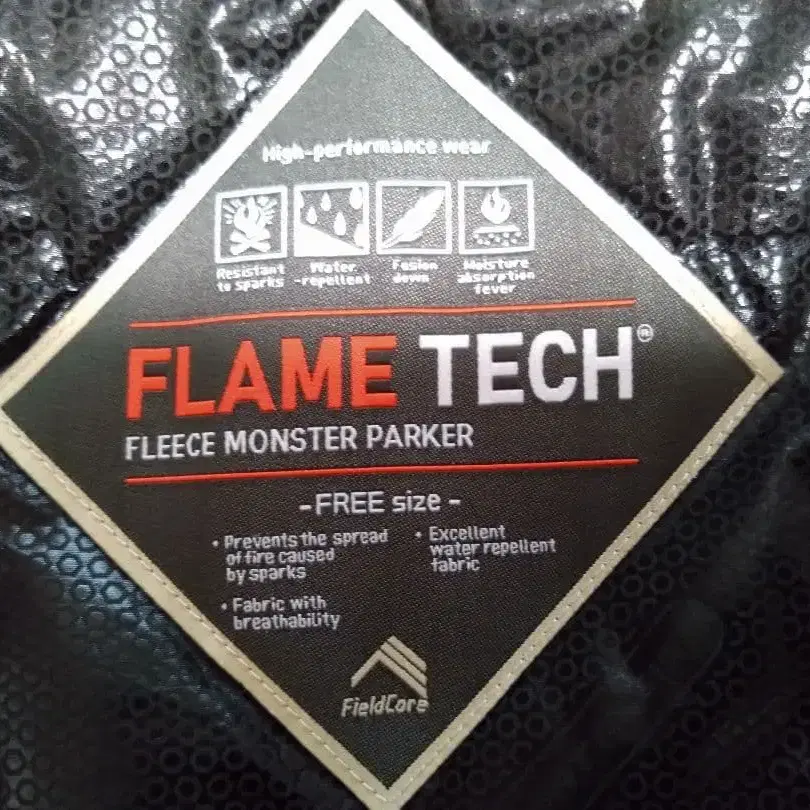 High-performance wear
Resistant to sparks
Water -repellent
Fusion down
Moisture absorption fever
FLAME TECH®
FLEECE MONSTER PARKER
-FREE size-
• Prevents the spread
of fire caused
by sparks
• Excellent
water repellent
fabric
• Fabric with
breathability
FieldCore